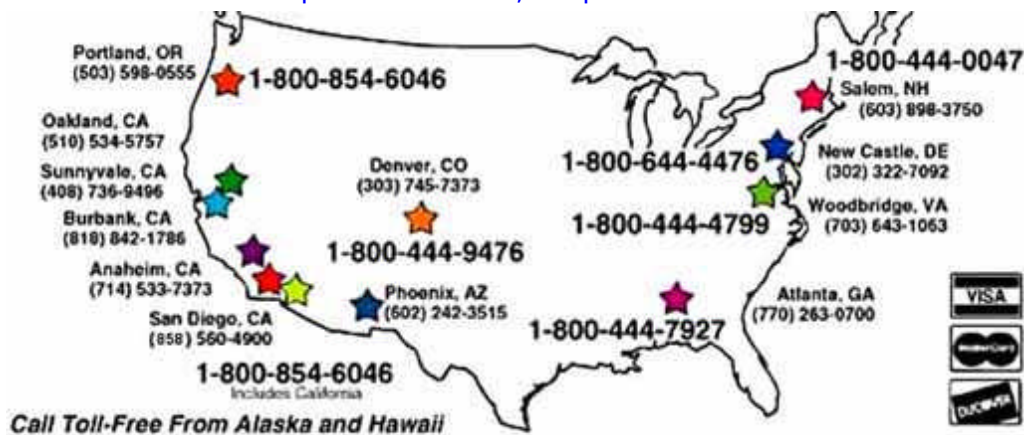 Portland, OR
(503) 598-0555
1-800-854-6046
1-800-444-0047
Salem, NH
(603) 898-3750
Oakland, CA
(510) 534-5757
Sunnyvale, CA
(408) 736-9496
Burbank, CA
(818) 842-1786
Anaheim, CA
(714) 533-7373
San Diego, CA
(858) 560-4900
1-800-854-6046
Includes California
Denver, CO
(303) 745-7373
1-800-444-9476
Phoenix, AZ
(602) 242-3515
1-800-644-4476
New Castle, DE
(302) 322-7092
1-800-444-4799
Woodbridge, VA
(703) 643-1063
Atlanta, GA
(770) 263-0700
1-800-444-7927
VISA
MasterCard
DISCOVER
Call Toll-Free From Alaska and Hawaii